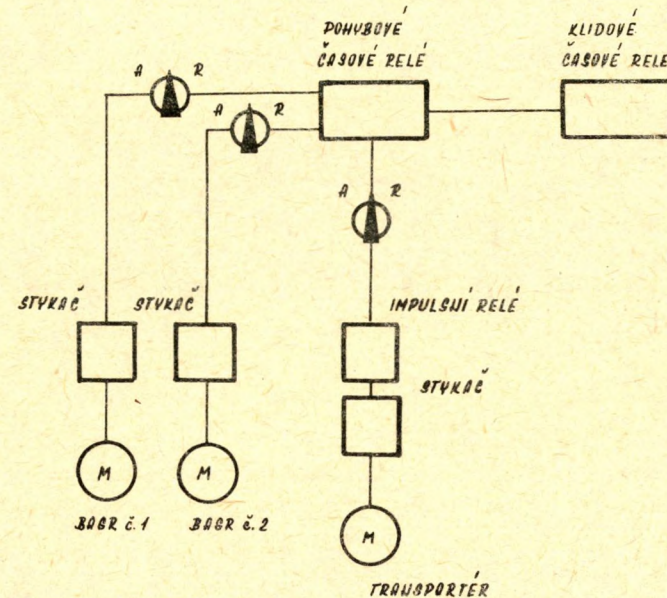 POHYBOVÉ
ČASOVÉ RELÉ
KLIDOVÉ
ČASOVÉ RELÉ
A R
A R
A R
STYKAČ
STYKAČ
IMPULSNÍ RELÉ
STYKAČ
M
M
BAGR č.1
BAGR č.2
M
TRANSPORTÉR